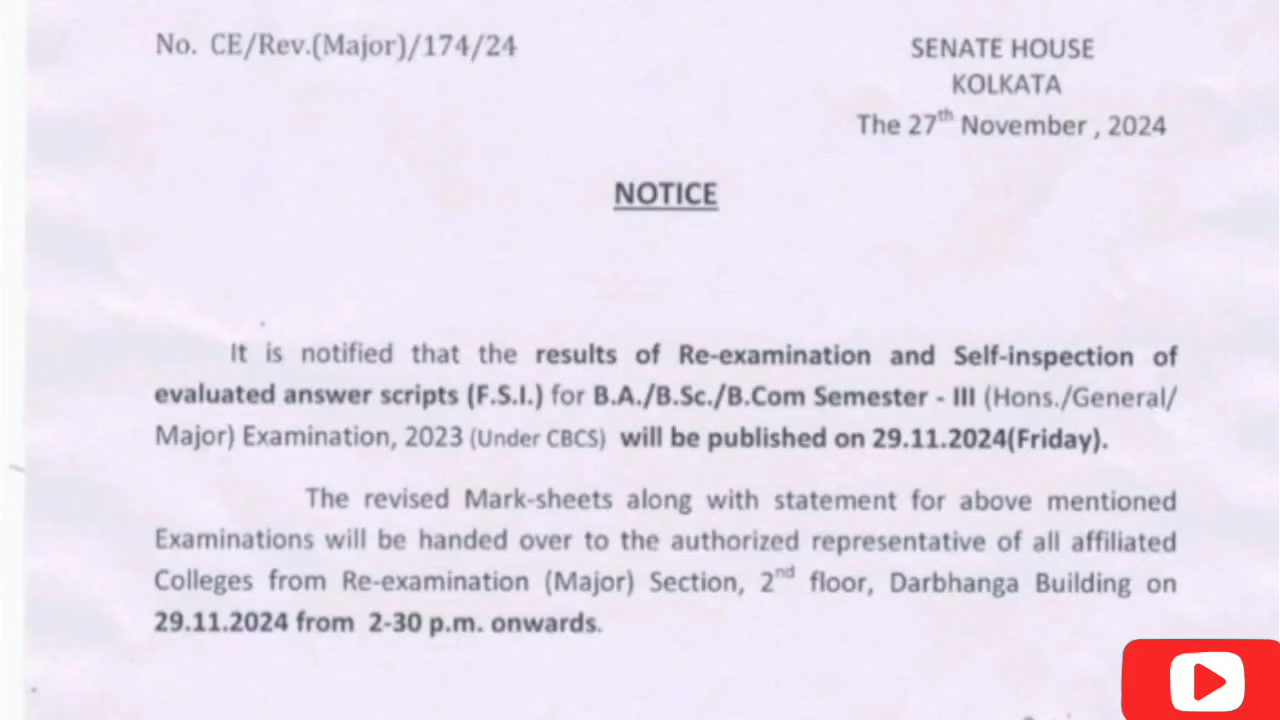 No. CE/Rev.(Major)/174/24
SENATE HOUSE
KOLKATA
The 27th November , 2024
NOTICE
It is notified that the results of Re-examination and Self-inspection of
evaluated answer scripts (F.S.I.) for B.A./B.Sc./B.Com Semester - III (Hons./General/
Major) Examination, 2023 (Under CBCS) will be published on 29.11.2024(Friday).
The revised Mark-sheets along with statement for above mentioned
Examinations will be handed over to the authorized representative of all affiliated
Colleges from Re-examination (Major) Section, 2nd floor, Darbhanga Building on
29.11.2024 from 2-30 p.m. onwards.